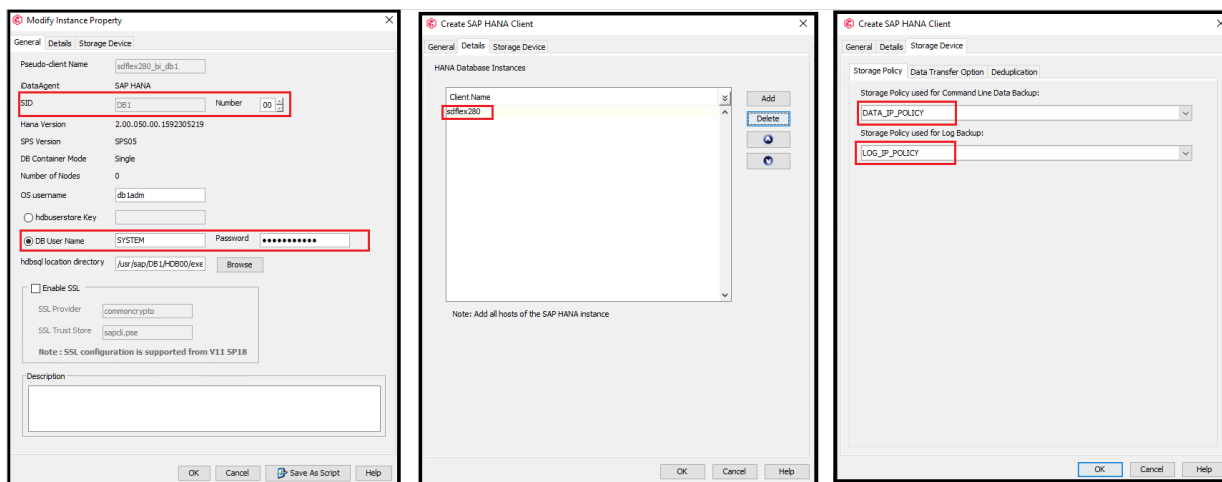 Modify Instance Property
General Details Storage Device
Pseudo-client Name sdflex280_bi_db1
iDataAgent SAP HANA
SID DB1 Number 00
Hana Version 2.00.050.00.1592305219
SPS Version SPS05
DB Container Mode Single
Number of Nodes 0
OS username db1adm
hdbuserstore Key
DB User Name SYSTEM Password ●●●●●●●●●●●
hdbsql location directory /usr/sap/DB1/HDB00/exe Browse
Enable SSL
SSL Provider commoncrypto
SSL Trust Store sapcli.pse
Note : SSL configuration is supported from V11 SP18
Description
OK Cancel Save As Script Help
Create SAP HANA Client
General Details Storage Device
HANA Database Instances
Client Name
sdflex280
Add
Delete
Note: Add all hosts of the SAP HANA instance
OK Cancel Help
Create SAP HANA Client
General Details Storage Device
Storage Policy Data Transfer Option Deduplication
Storage Policy used for Command Line Data Backup:
DATA_IP_POLICY
Storage Policy used for Log Backup:
LOG_IP_POLICY
OK Cancel Help